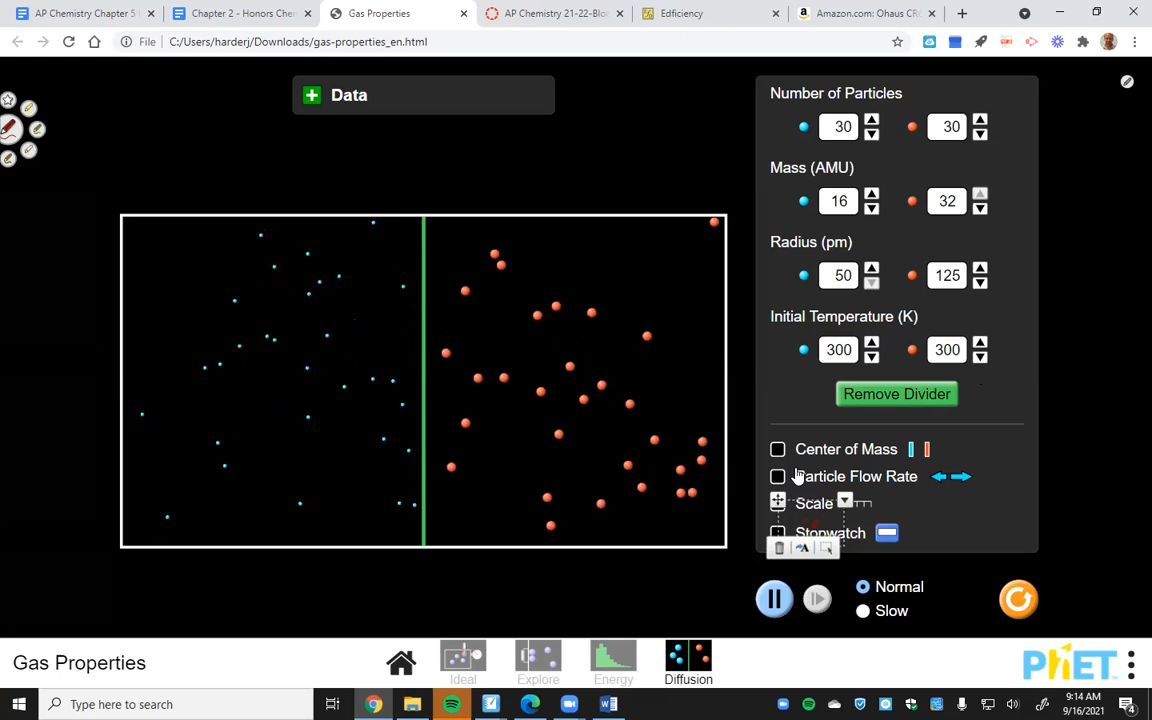 AP Chemistry Chapter 5
Chapter 2 - Honors Che
Gas Properties
AP Chemistry 21-22-Blo
Edficiency
Amazon.com: Ohaus CR
File
C:/Users/harderj/Downloads/gas-properties_en.html
Data
Number of Particles
30
30
Mass (AMU)
16
32
Radius (pm)
50
125
Initial Temperature (K)
300
300
Remove Divider
Center of Mass
Particle Flow Rate
Scale
Stopwatch
Normal
Slow
Gas Properties
Ideal
Explore
Energy
Diffusion
PhET
Type here to search
9:14 AM
9/16/2021
4